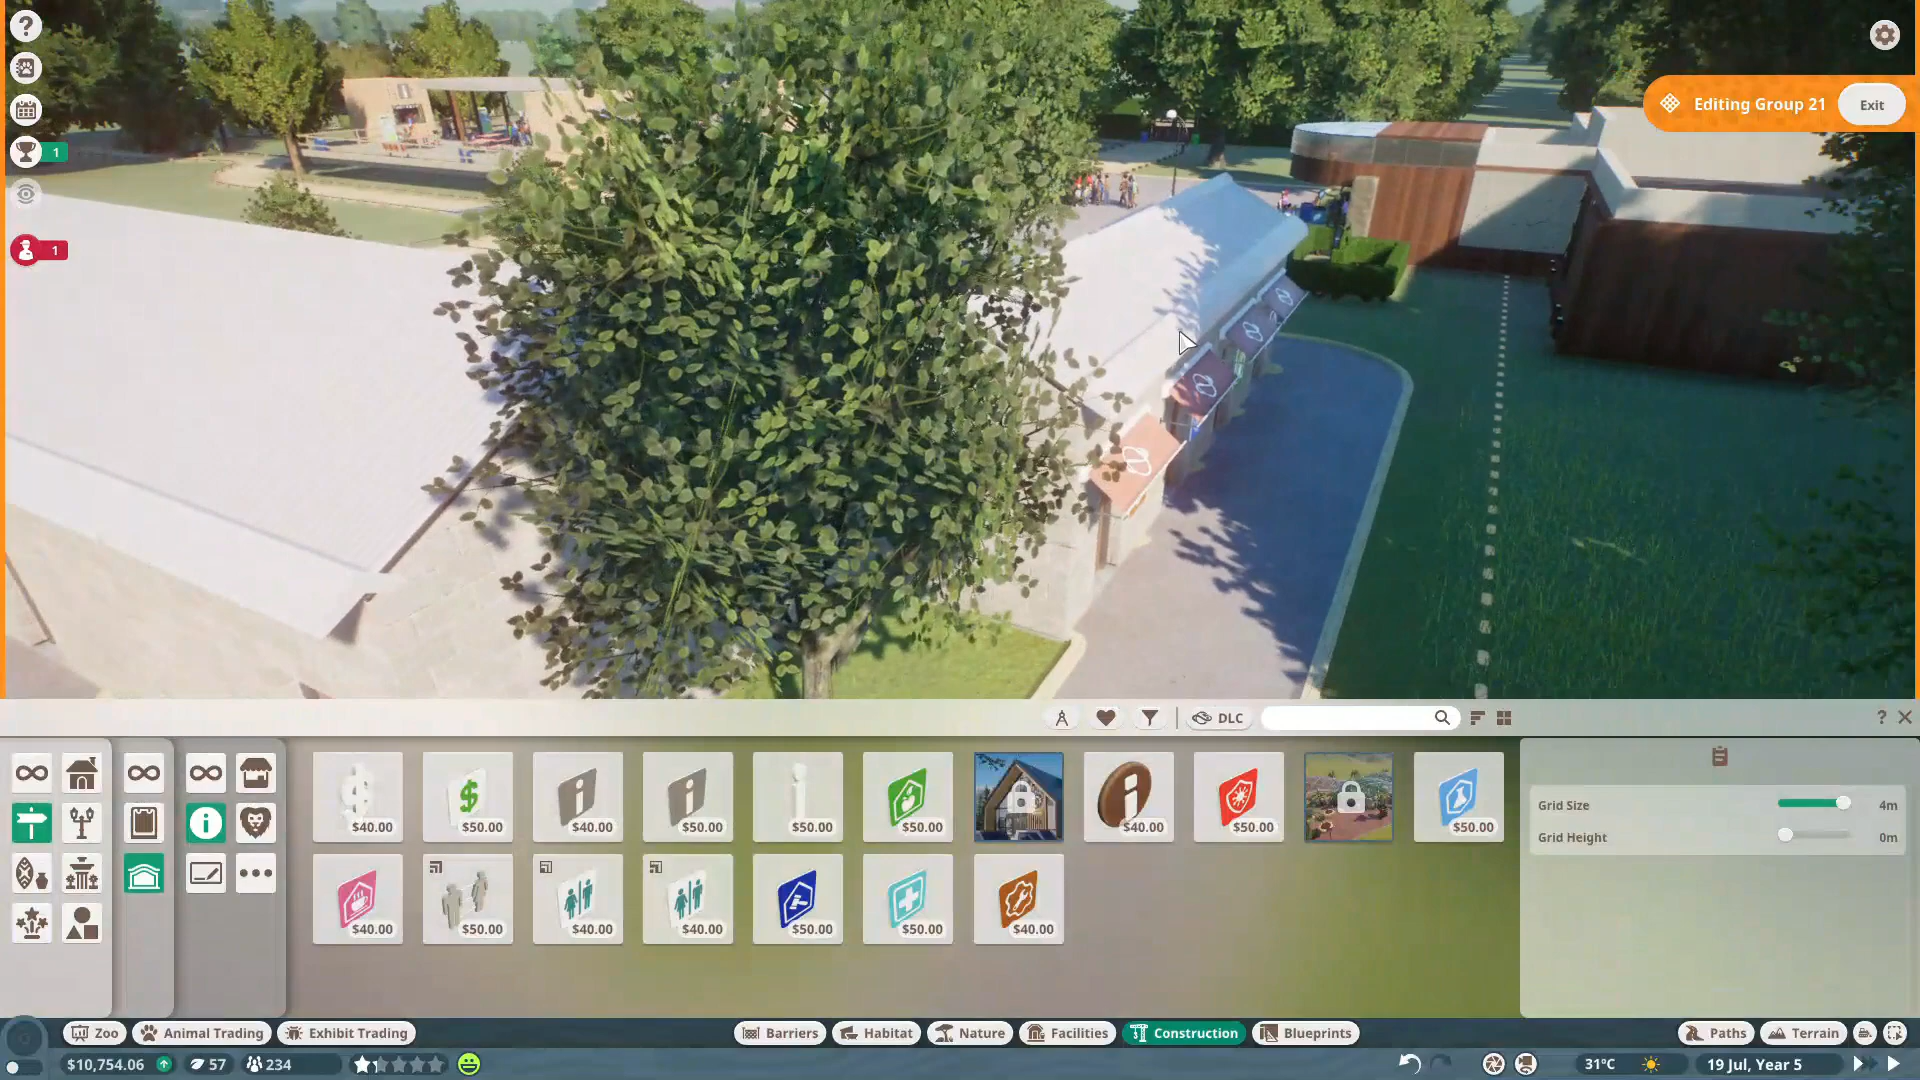 ?
Editing Group 21 Exit
1
1
DLC
?
$40.00 $50.00 $40.00 $50.00 $50.00 $50.00 $40.00 $50.00 $50.00
$40.00 $50.00 $40.00 $40.00 $50.00 $50.00 $40.00
Grid Size 4m
Grid Height 0m
Zoo Animal Trading Exhibit Trading Barriers Habitat Nature Facilities Construction Blueprints Paths Terrain
$10,754.06 57 234 31°C 19 Jul, Year 5